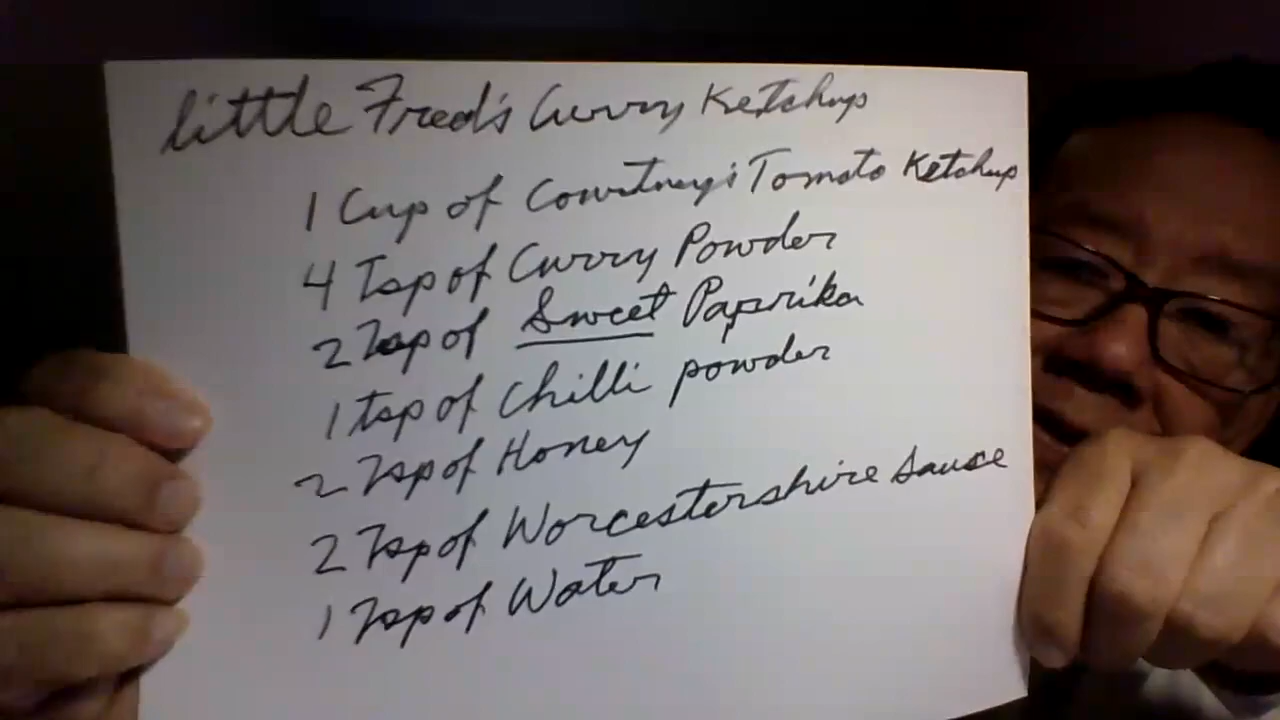 little Fred's Curry Ketchup
1 Cup of Courtney's Tomato Ketchup
4 Tsp of Curry Powder
2 Tsp of Sweet Paprika
1 tsp of Chilli powder
2 Tsp of Honey
2 Tsp of Worcestershire sauce
1 Tsp of Water